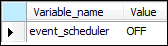 Variable_name Value
event_scheduler OFF